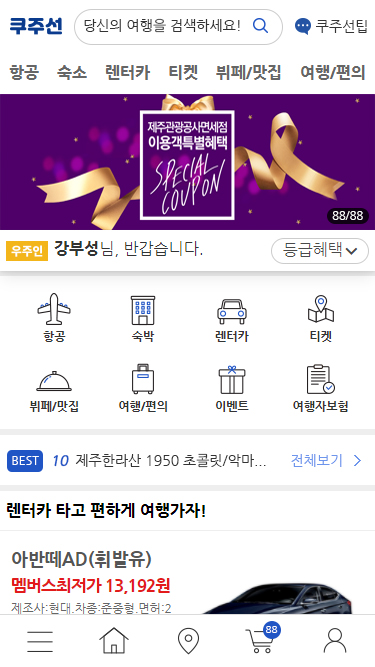 쿠주선
당신의 여행을 검색하세요!
쿠주선팁
항공 숙소 렌터카 티켓 뷔페/맛집 여행/편의
제주관광공사면세점
이용객특별혜택
SPECIAL
COUPON
88/88
우주인 강부성님, 반갑습니다.
등급혜택
항공 숙박 렌터카 티켓
뷔페/맛집 여행/편의 이벤트 여행자보험
BEST 10 제주한라산 1950 초콜릿/악마... 전체보기
렌터카 타고 편하게 여행가자!
아반떼AD(휘발유)
멤버스최저가 13,192원
제조사:현대,차종:준중형,면허:2
88